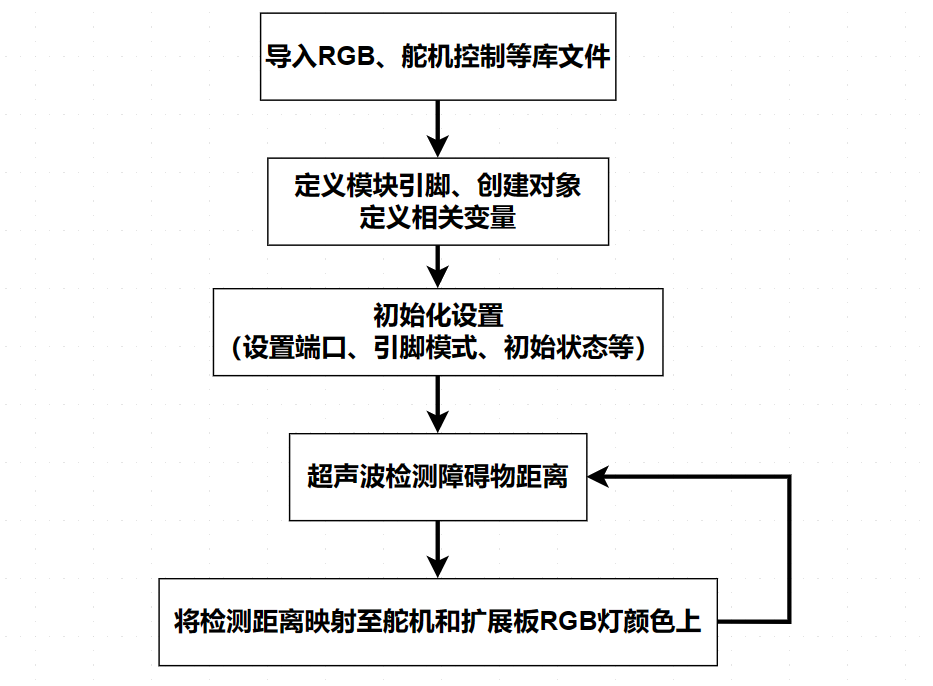 导入RGB、舵机控制等库文件
定义模块引脚、创建对象
定义相关变量
初始化设置
（设置端口、引脚模式、初始状态等）
超声波检测障碍物距离
将检测距离映射至舵机和扩展板RGB灯颜色上